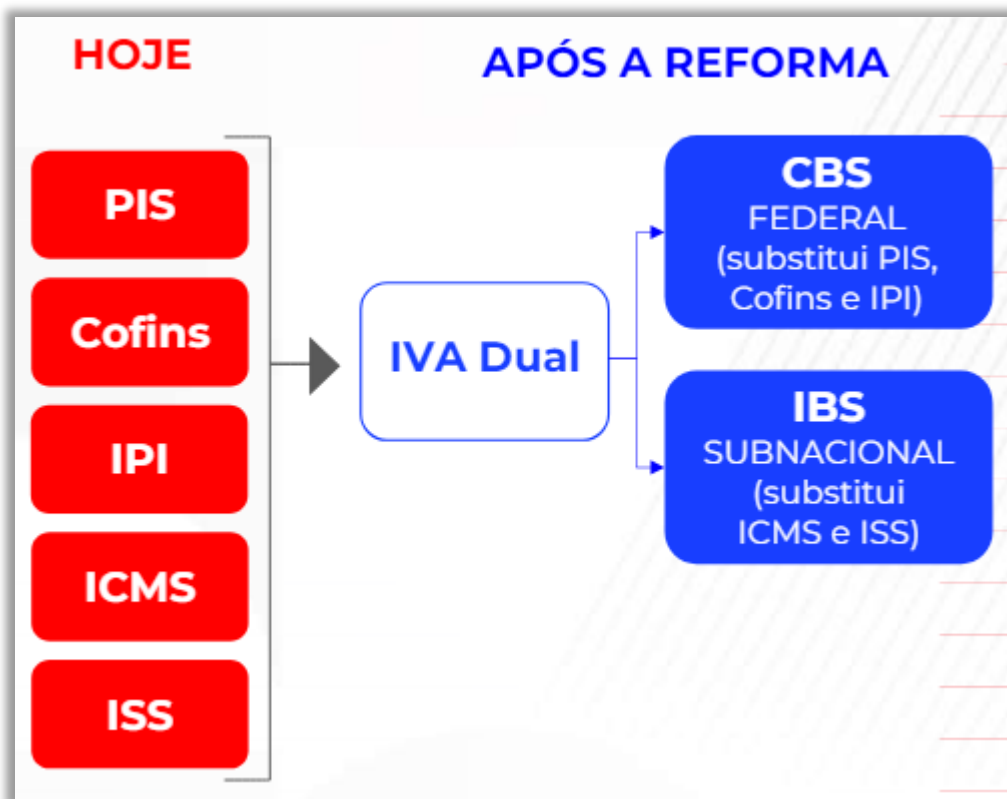 HOJE
APÓS A REFORMA
PIS
Cofins
IPI
ICMS
ISS
IVA Dual
CBS
FEDERAL
(substitui PIS,
Cofins e IPI)
IBS
SUBNACIONAL
(substitui
ICMS e ISS)